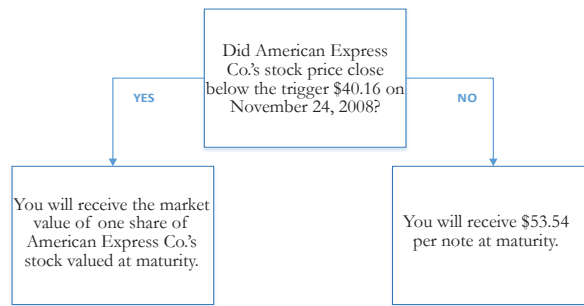 Did American Express
Co.'s stock price close
below the trigger $40.16 on
November 24, 2008?
YES
NO
You will receive the market
value of one share of
American Express Co.'s
stock valued at maturity.
You will receive $53.54
per note at maturity.